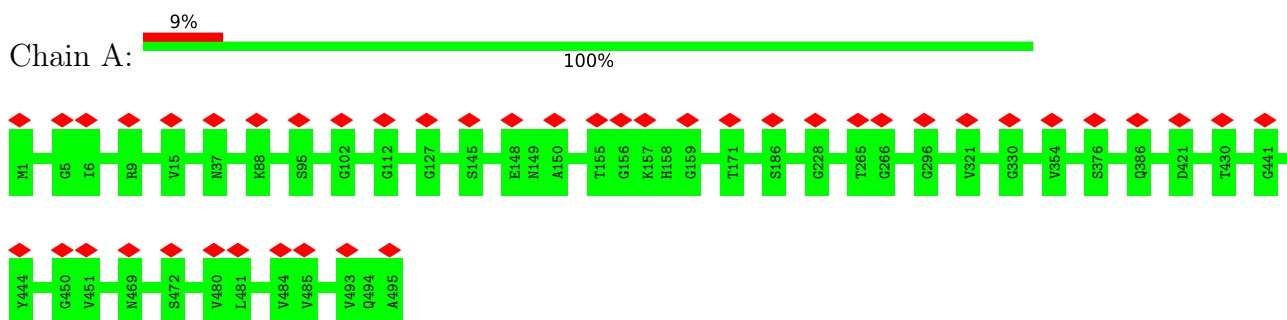 9%
Chain A:
100%
M1 G5 I6 R9 V15 N37 K88 S95 G102 G112 G127 S145 E148 N149 A150 T155 G156 K157 H158 G159 T171 S186 G228 T265 G266 G296 V321 G330 V354 S376 Q386 D421 T430 G441
Y444 G450 V451 N469 S472 V480 L481 V484 V485 V493 Q494 A495